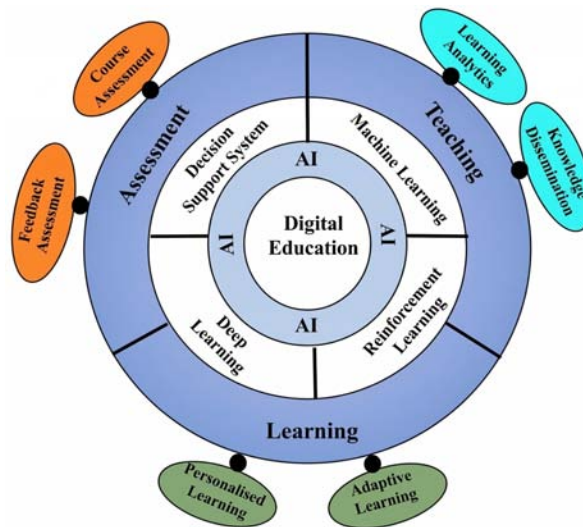 Course
Assessment
Learning
Analytics
Feedback
Assessment
Knowledge
Dissemination
Assessment
Teaching
Decision
Support System
Machine Learning
AI
AI
Digital
Education
AI
AI
Deep
Learning
Reinforcement
Learning
Learning
Personalised
Learning
Adaptive
Learning